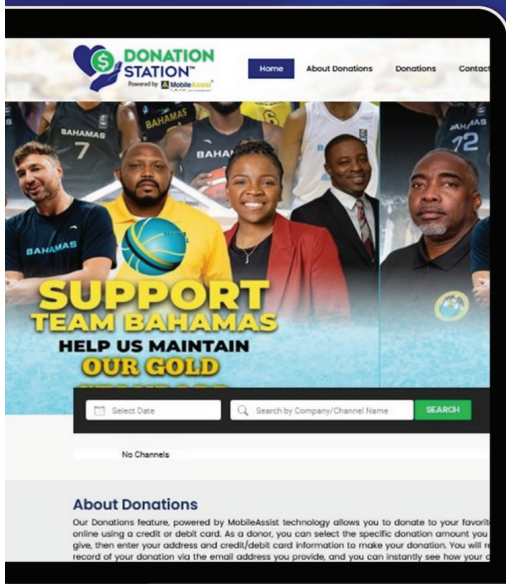 DONATION
STATION™
Powered by MobileAssist
Home About Donations Donations Contact
BAHAMAS
7
BAHAMAS
BAHAMAS
12
BAHAMAS
SUPPORT
TEAM BAHAMAS
HELP US MAINTAIN
OUR GOLD
STANDARD
Select Date
Search by Company/Channel Name
SEARCH
No Channels
About Donations
Our Donations feature, powered by MobileAssist technology allows you to donate to your favorit
online using a credit or debit card. As a donor, you can select the specific donation amount you
give, then enter your address and credit/debit card information to make your donation. You will re
record of your donation via the email address you provide, and you can instantly see how your d